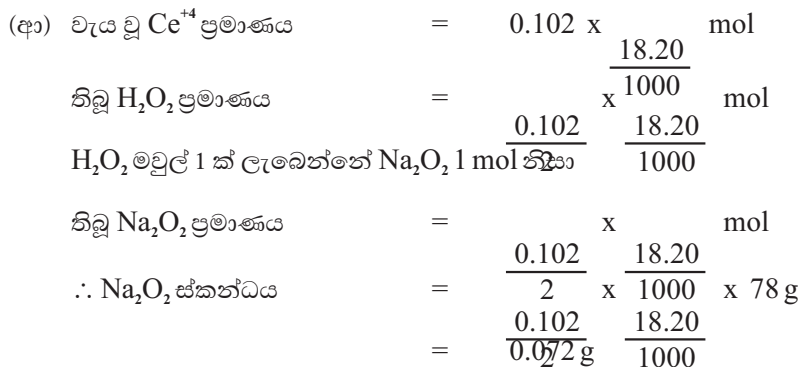 (ආ) වැය වූ Ce⁺⁴ ප්‍රමාණය = 0.102 x 18.20/1000 mol
තිබූ H₂O₂ ප්‍රමාණය = 0.102/2 x 18.20/1000 mol
H₂O₂ මවුල් 1 ක් ලැබෙන්නේ Na₂O₂ 1 mol නිසා
තිබූ Na₂O₂ ප්‍රමාණය = 0.102/2 x 18.20/1000 mol
∴ Na₂O₂ ස්කන්ධය = 0.102/2 x 18.20/1000 x 78 g
= 0.072 g